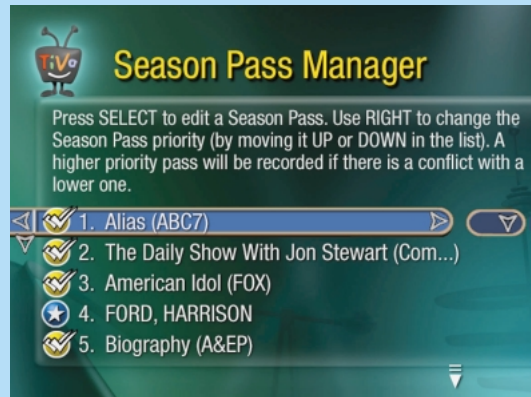 TiVo
Season Pass Manager
Press SELECT to edit a Season Pass. Use RIGHT to change the
Season Pass priority (by moving it UP or DOWN in the list). A
higher priority pass will be recorded if there is a conflict with a
lower one.
1. Alias (ABC7)
2. The Daily Show With Jon Stewart (Com...)
3. American Idol (FOX)
4. FORD, HARRISON
5. Biography (A&EP)